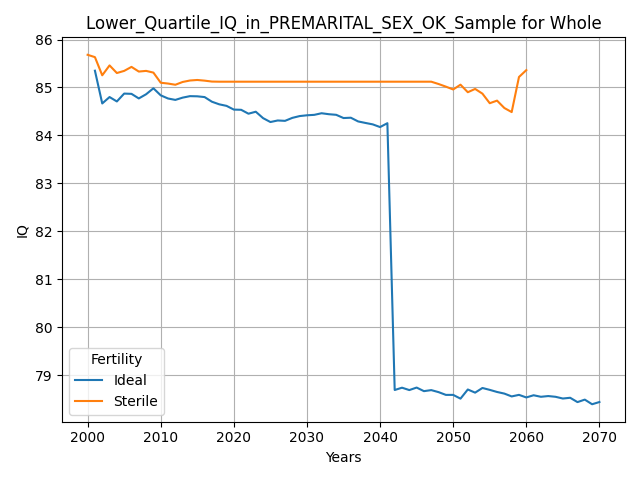 Lower_Quartile_IQ_in_PREMARITAL_SEX_OK_Sample for Whole
86
85
84
83
82
81
80
79
IQ
Fertility
Ideal
Sterile
2000 2010 2020 2030 2040 2050 2060 2070
Years